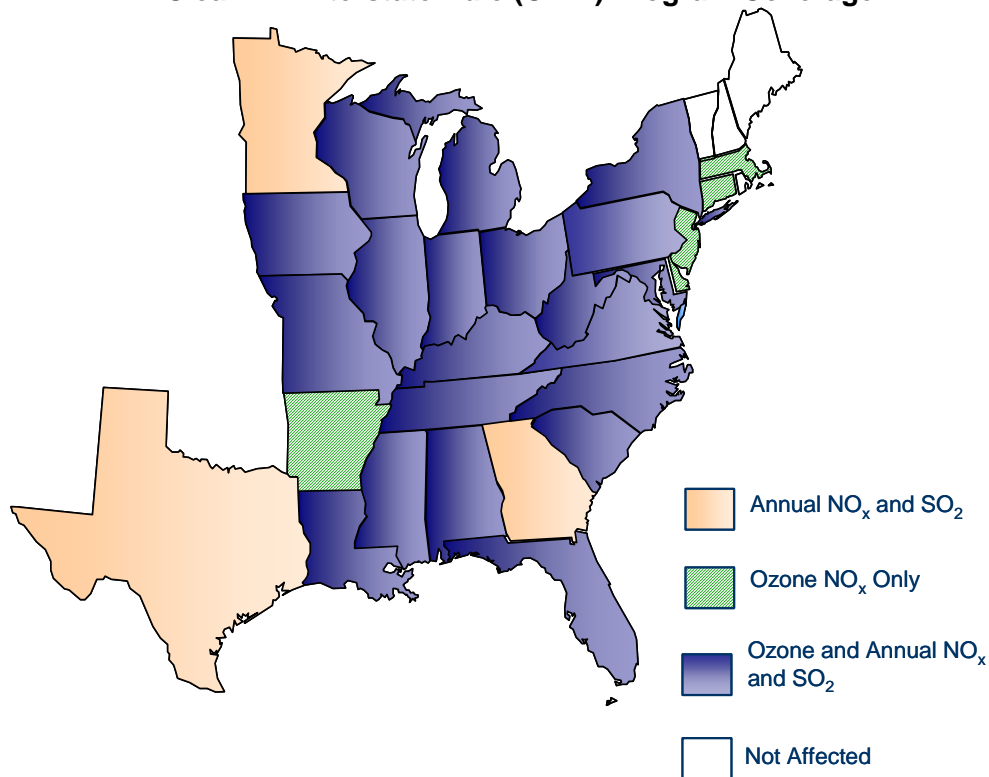 Annual NOx and SO2
Ozone NOx Only
Ozone and Annual NOx
and SO2
Not Affected